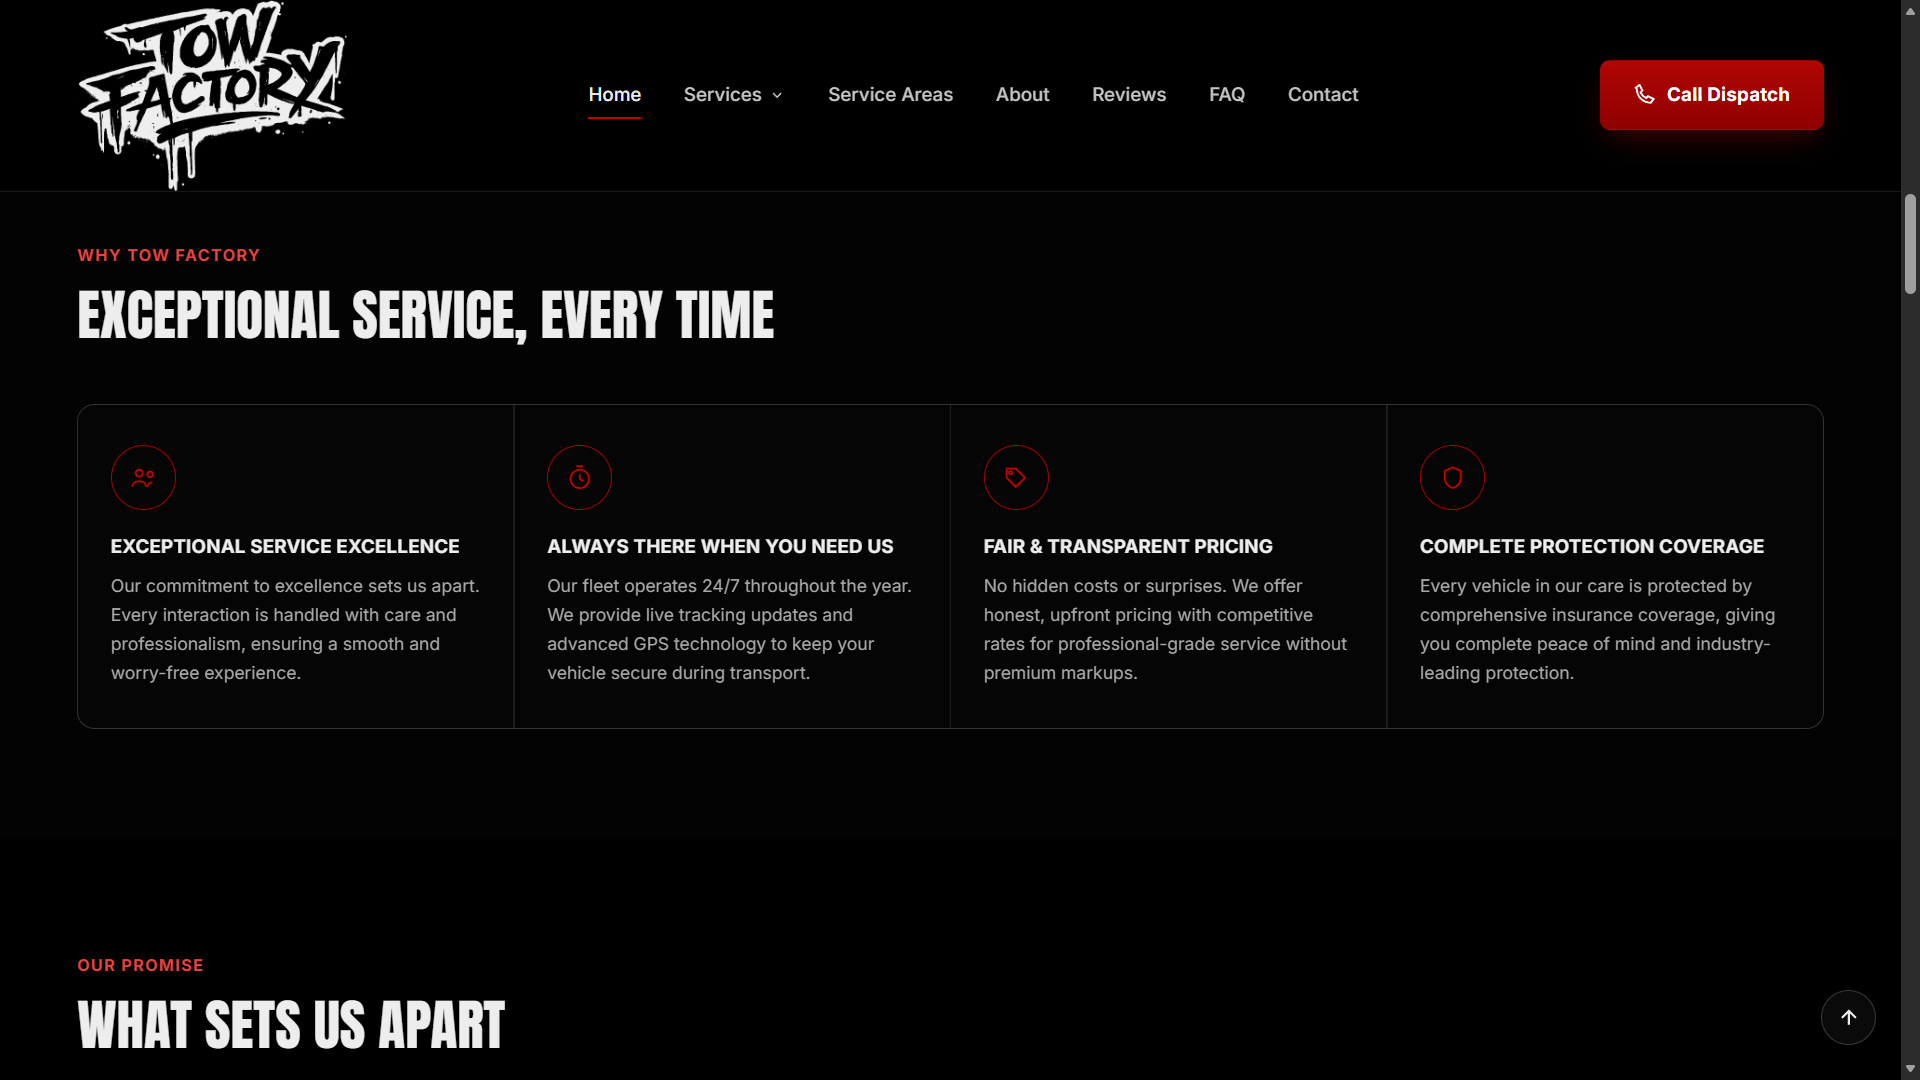 TOW
FACTORY
Home
Services
Service Areas
About
Reviews
FAQ
Contact
Call Dispatch
WHY TOW FACTORY
EXCEPTIONAL SERVICE, EVERY TIME
EXCEPTIONAL SERVICE EXCELLENCE
Our commitment to excellence sets us apart.
Every interaction is handled with care and
professionalism, ensuring a smooth and
worry-free experience.
ALWAYS THERE WHEN YOU NEED US
Our fleet operates 24/7 throughout the year.
We provide live tracking updates and
advanced GPS technology to keep your
vehicle secure during transport.
FAIR & TRANSPARENT PRICING
No hidden costs or surprises. We offer
honest, upfront pricing with competitive
rates for professional-grade service without
premium markups.
COMPLETE PROTECTION COVERAGE
Every vehicle in our care is protected by
comprehensive insurance coverage, giving
you complete peace of mind and industry-
leading protection.
OUR PROMISE
WHAT SETS US APART